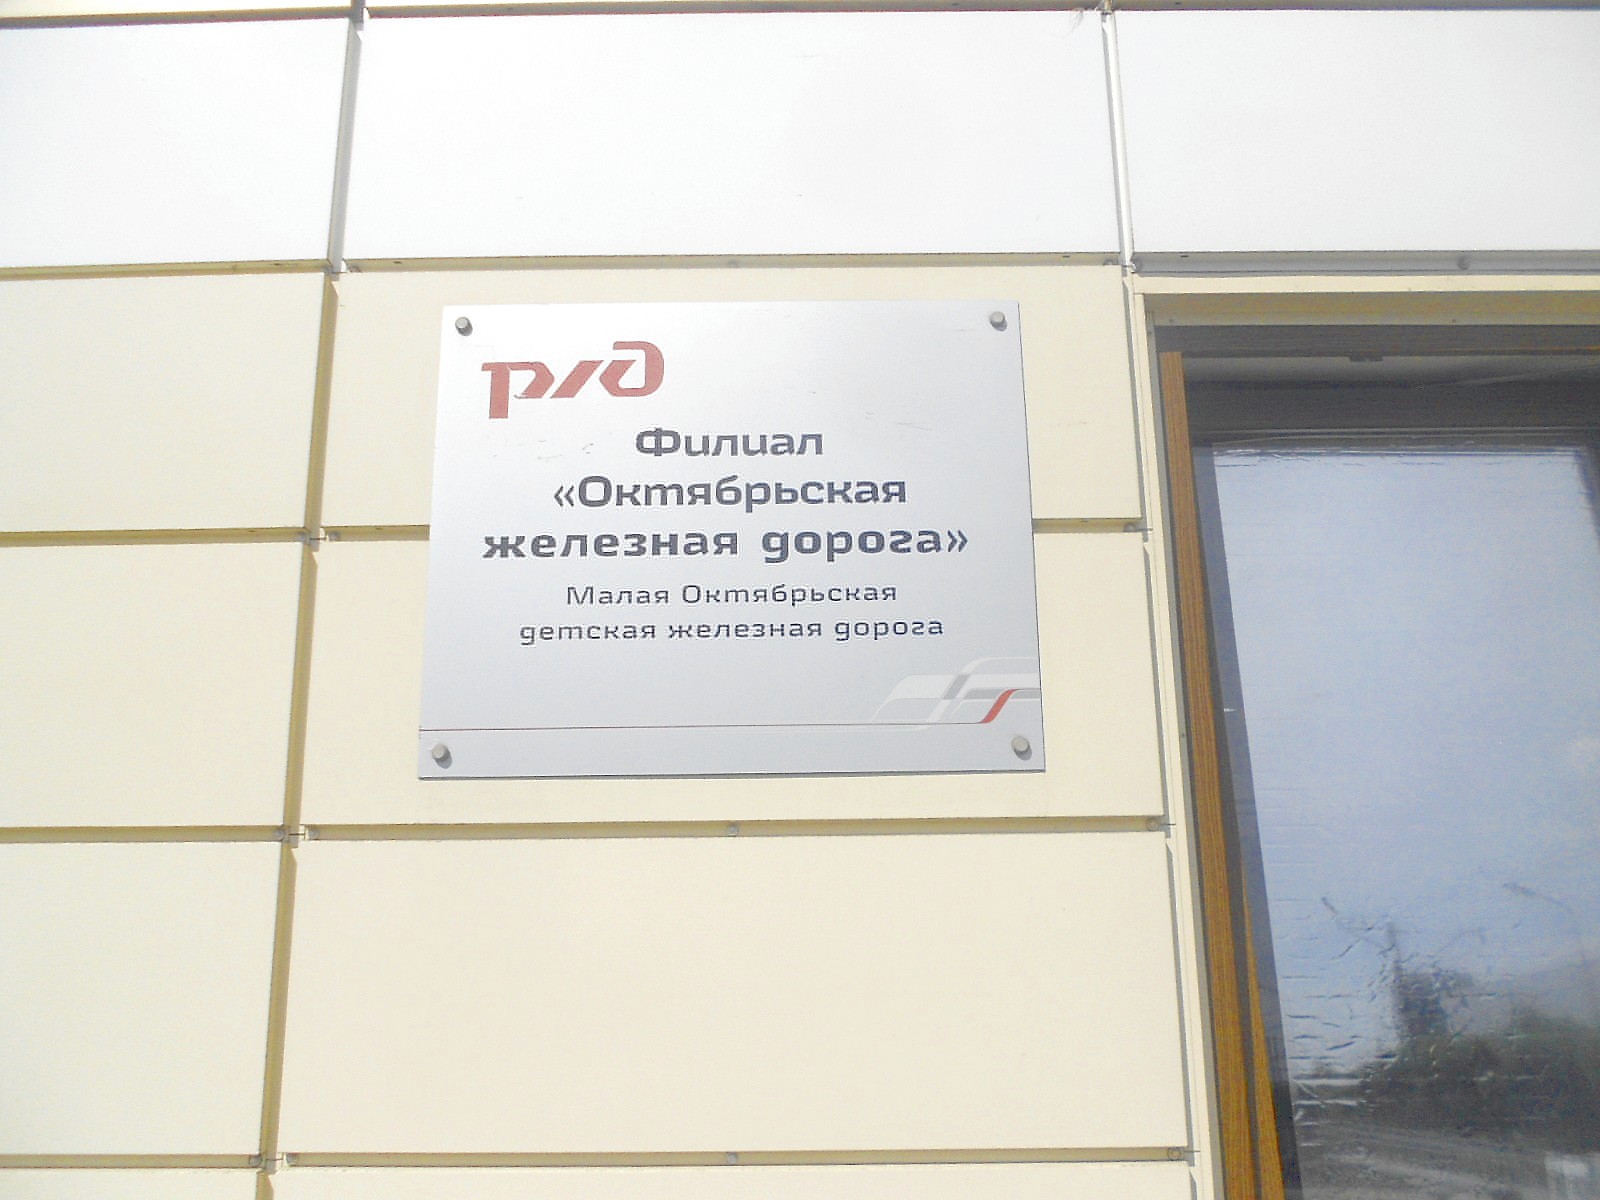 ржд
Филиал
«Октябрьская
железная дорога»
Малая Октябрьская
детская железная дорога